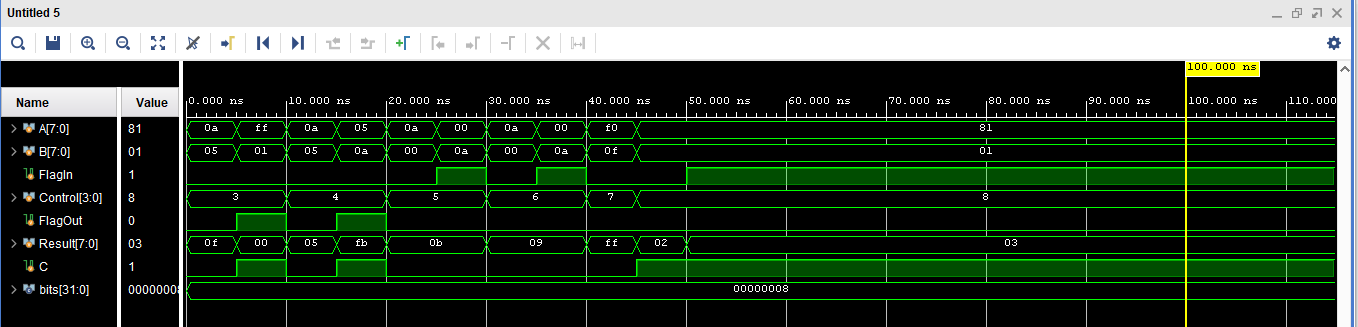 Untitled 5
100.000 ns
Name Value 0.000 ns 10.000 ns 20.000 ns 30.000 ns 40.000 ns 50.000 ns 60.000 ns 70.000 ns 80.000 ns 90.000 ns 100.000 ns 110.000
A[7:0] 81 0a ff 0a 05 0a 00 0a 00 f0 81
B[7:0] 01 05 01 05 0a 00 0a 00 0a 0f 01
FlagIn 1
Control[3:0] 8 3 4 5 6 7 8
FlagOut 0
Result[7:0] 03 0f 00 05 fb 0b 09 ff 02 03
C 1
bits[31:0] 00000008 00000008